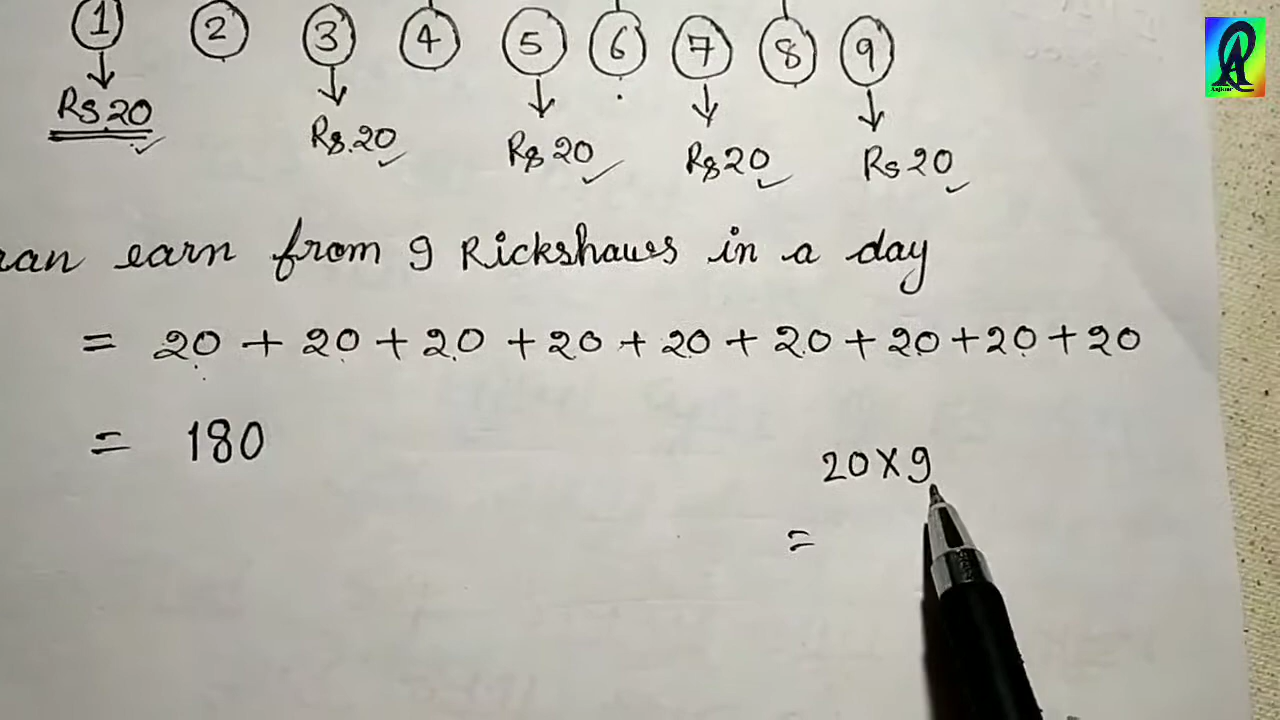 1 2 3 4 5 6 7 8 9
Rs.20 Rs.20 Rs 20 Rs 20 Rs 20
earn from 9 Rickshaws in a day
= 20 + 20 + 20 + 20 + 20 + 20 + 20 + 20 + 20
= 180
20 X 9
=